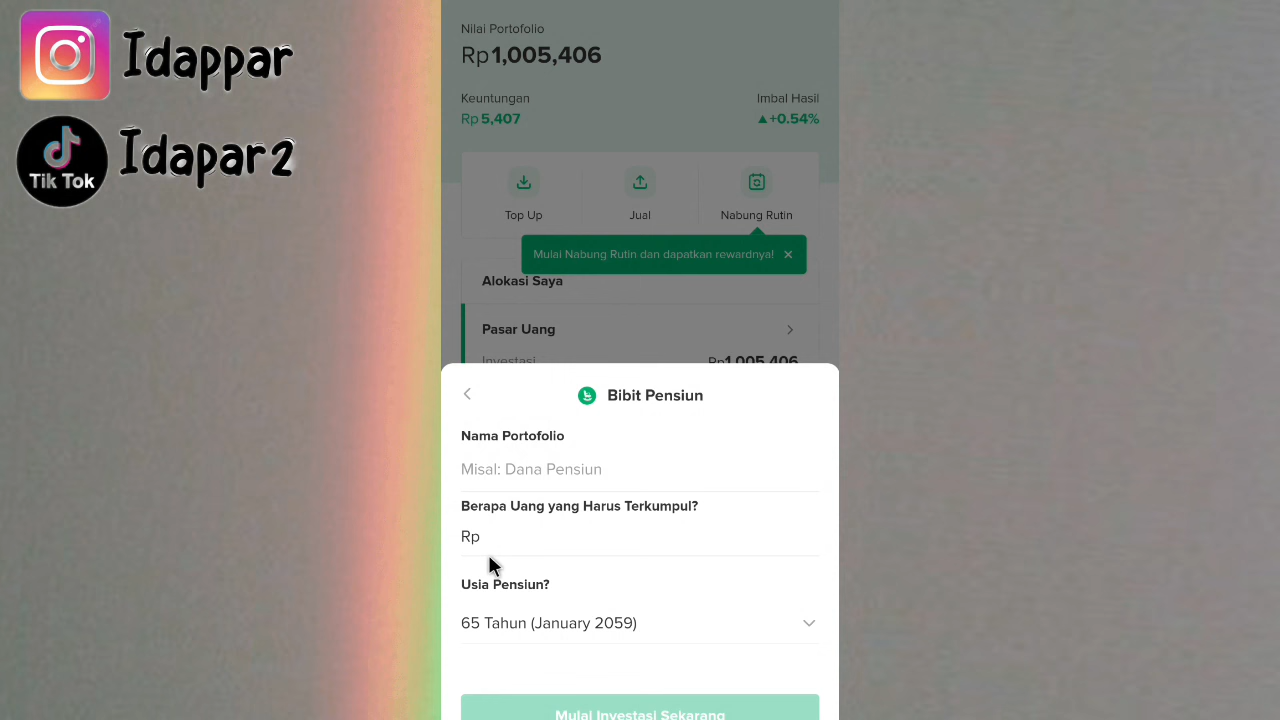 Idappar
Tik Tok
Idapar2
Nilai Portofolio
Rp1,005,406
Keuntungan
Imbal Hasil
Rp5,407
▲+0.54%
Top Up
Jual
Nabung Rutin
Mulai Nabung Rutin dan dapatkan rewardnya! ×
Alokasi Saya
Pasar Uang
Investasi
Rp1,005,406
Bibit Pensiun
Nama Portofolio
Misal: Dana Pensiun
Berapa Uang yang Harus Terkumpul?
Rp
Usia Pensiun?
65 Tahun (January 2059)
Mulai Investasi Sekarang